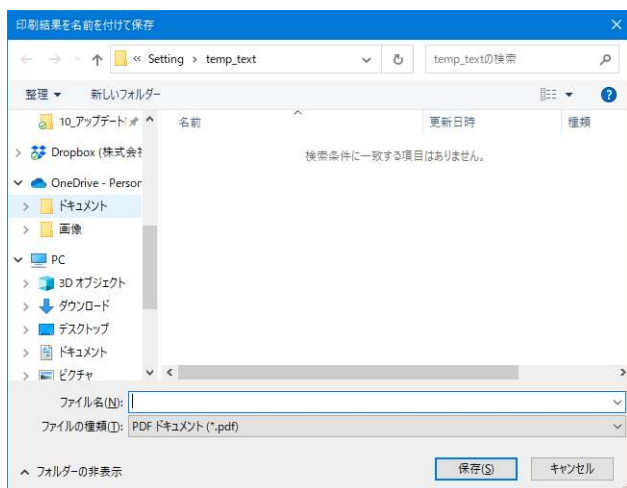 印刷結果を名前を付けて保存
« Setting › temp_text
temp_textの検索
整理 新しいフォルダー
名前 更新日時 種類
検索条件に一致する項目はありません。
10_アップデート:
Dropbox (株式会社
OneDrive - Person
ドキュメント
画像
PC
3D オブジェクト
ダウンロード
デスクトップ
ドキュメント
ピクチャ
ファイル名(N):
ファイルの種類(T): PDF ドキュメント (*.pdf)
フォルダーの非表示
保存(S) キャンセル